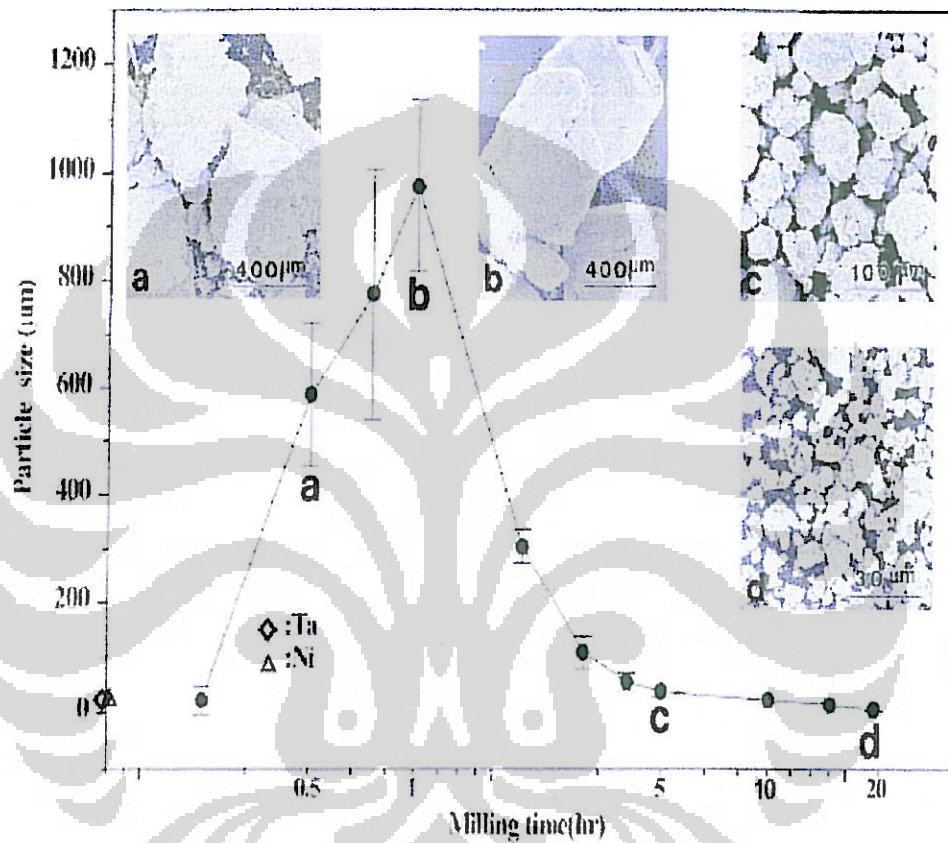 1200
1000
800
600
400
200
0
Particle size (µm)
a
400µm
b
400µm
c
100µm
d
30µm
a
b
c
d
:Ta
:Ni
0.5
1
5
10
20
Milling time(hr)